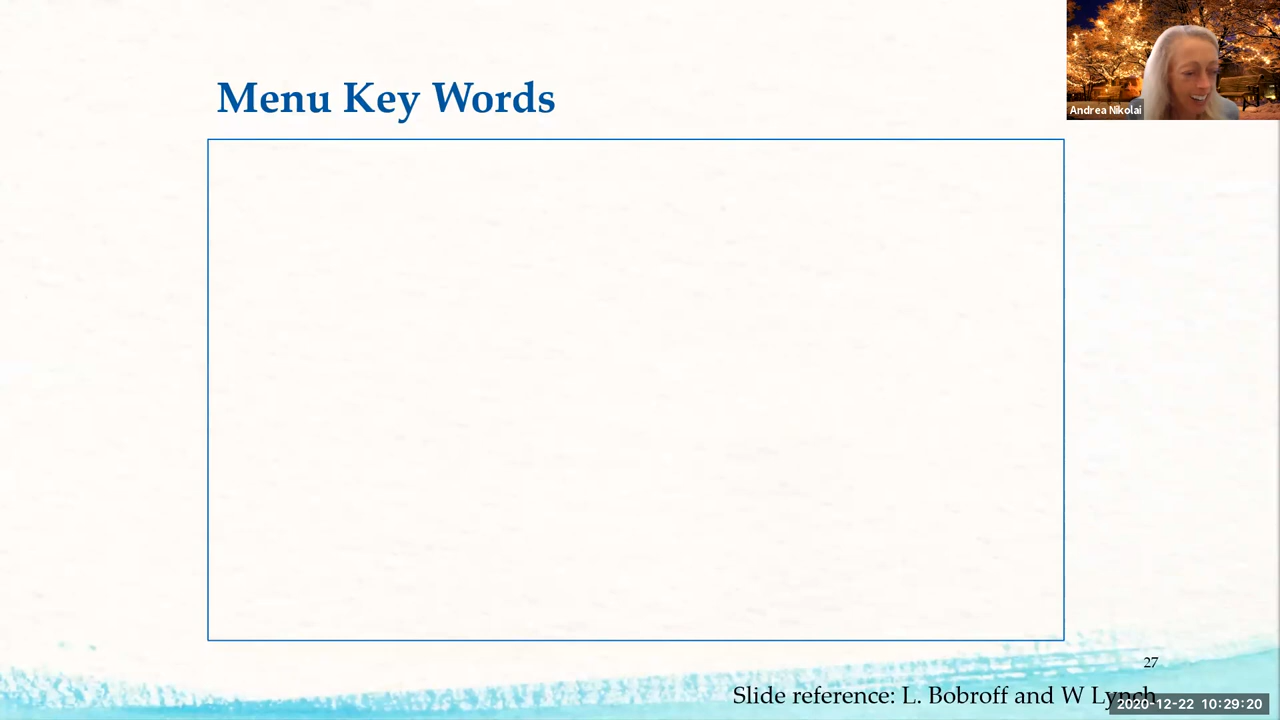 Menu Key Words
Andrea Nikolai
27
Slide reference: L. Bobroff and W Lynch
2020-12-22 10:29:20